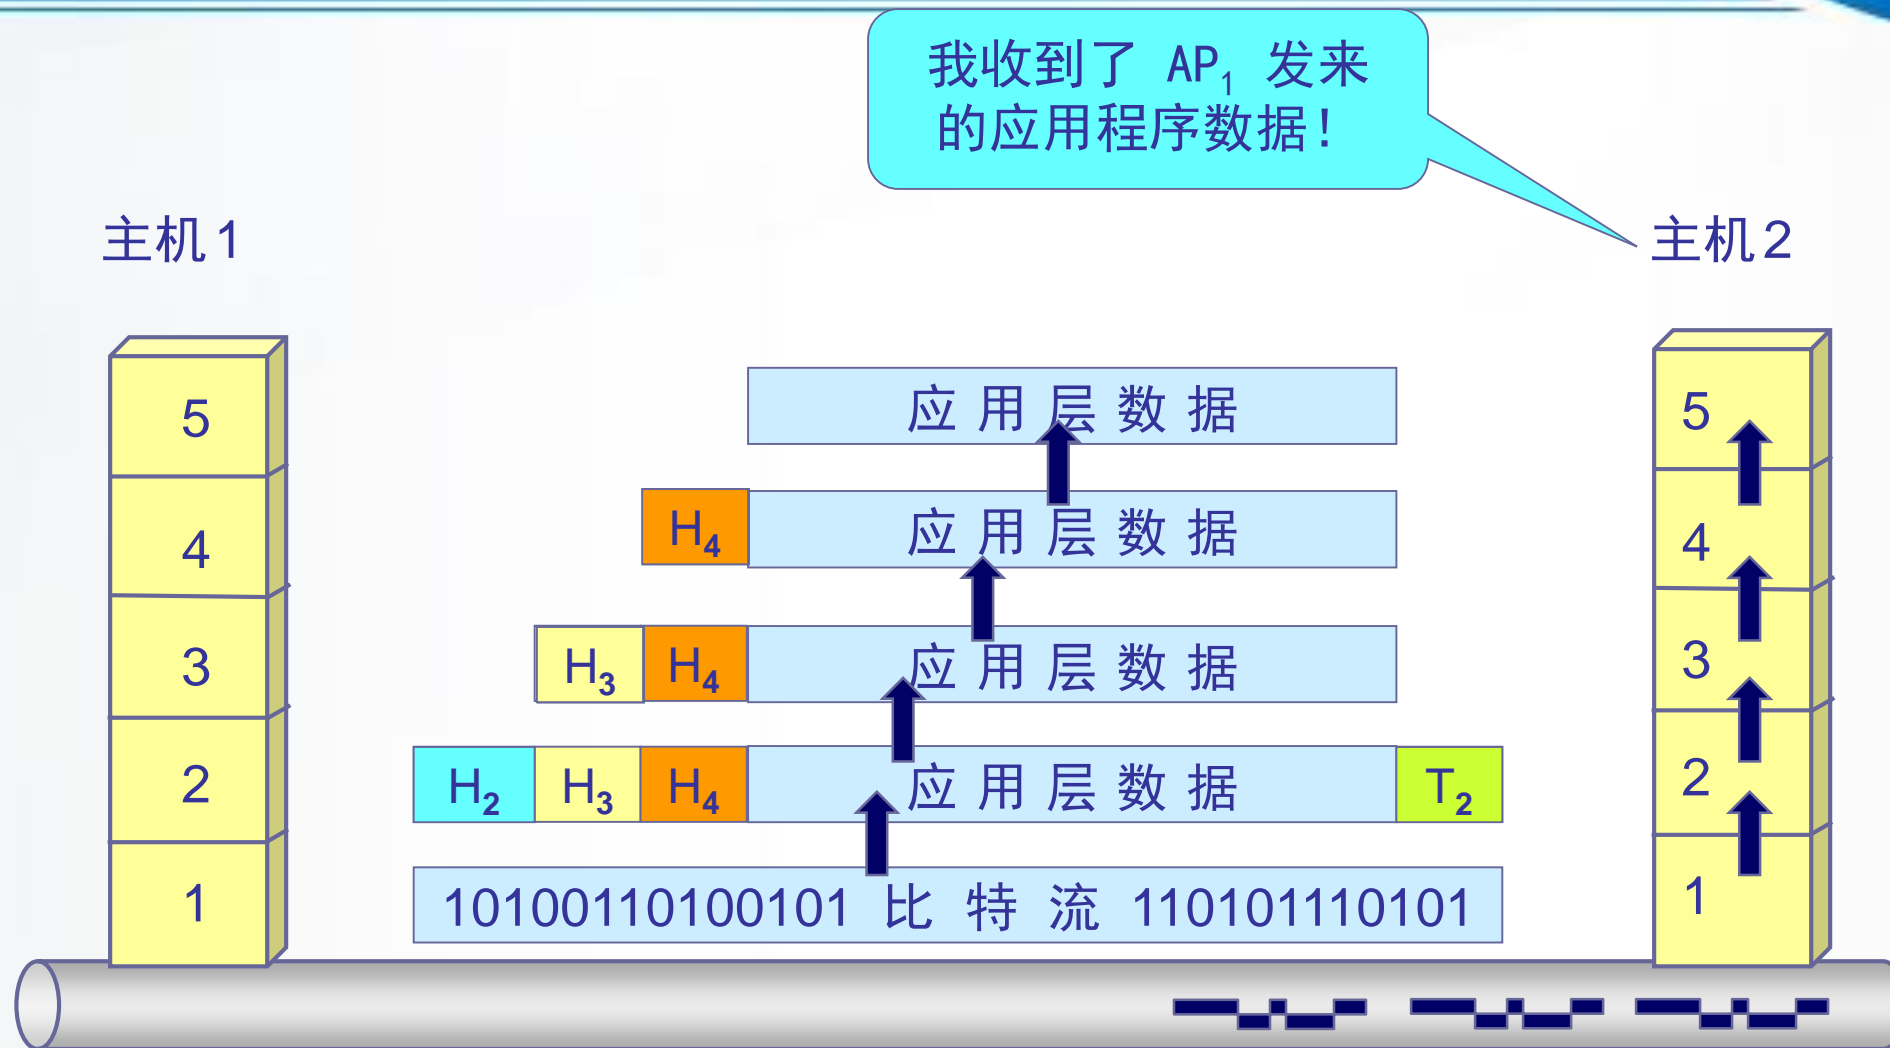 我收到了 AP₁ 发来
的应用程序数据！
主机1
主机2
5
应用层数据
5
4
H₄ 应用层数据
4
3
H₃ H₄ 应用层数据
3
2
H₂ H₃ H₄ 应用层数据 T₂
2
1
10100110100101 比特流 110101110101
1